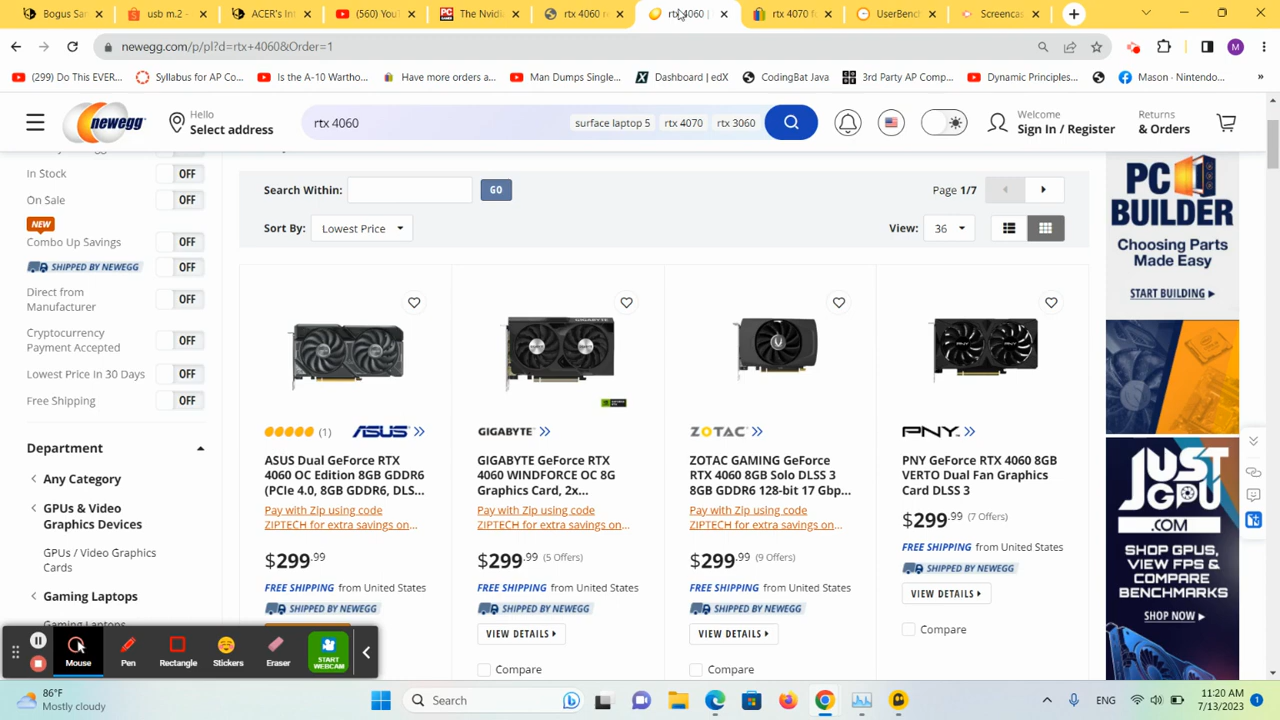 Bogus San
usb m.2 -
ACER's In
(560) YouT
The Nvidi
rtx 4060 re
rtx 4060 |
rtx 4070 fo
UserBenc
Screencas
newegg.com/p/pl?d=rtx+4060&Order=1
(299) Do This EVER...
Syllabus for AP Co...
Is the A-10 Wartho...
Have more orders a...
Man Dumps Single...
Dashboard | edX
CodingBat Java
3rd Party AP Comp...
Dynamic Principles...
Mason - Nintendo...
»
newegg
Hello
Select address
rtx 4060
surface laptop 5
rtx 4070
rtx 3060
Welcome
Sign In / Register
Returns
& Orders
In Stock
OFF
On Sale
OFF
NEW
Combo Up Savings
OFF
SHIPPED BY NEWEGG
OFF
Direct from
Manufacturer
OFF
Cryptocurrency
Payment Accepted
OFF
Lowest Price In 30 Days
OFF
Free Shipping
OFF
Department
Any Category
GPUs & Video
Graphics Devices
GPUs / Video Graphics
Cards
Gaming Laptops
Gaming Laptops
Search Within:
GO
Page 1/7
Sort By:
Lowest Price
View:
36
(1)
ASUS
ASUS Dual GeForce RTX
4060 OC Edition 8GB GDDR6
(PCIe 4.0, 8GB GDDR6, DLS...
Pay with Zip using code
ZIPTECH for extra savings on...
$299.99
FREE SHIPPING from United States
SHIPPED BY NEWEGG
GIGABYTE
GIGABYTE GeForce RTX
4060 WINDFORCE OC 8G
Graphics Card, 2x...
Pay with Zip using code
ZIPTECH for extra savings on...
$299.99 (5 Offers)
FREE SHIPPING from United States
SHIPPED BY NEWEGG
VIEW DETAILS
Compare
ZOTAC
ZOTAC GAMING GeForce
RTX 4060 8GB Solo DLSS 3
8GB GDDR6 128-bit 17 Gbp...
Pay with Zip using code
ZIPTECH for extra savings on...
$299.99 (9 Offers)
FREE SHIPPING from United States
SHIPPED BY NEWEGG
VIEW DETAILS
Compare
PNY
PNY GeForce RTX 4060 8GB
VERTO Dual Fan Graphics
Card DLSS 3
$299.99 (7 Offers)
FREE SHIPPING from United States
SHIPPED BY NEWEGG
VIEW DETAILS
Compare
PC
BUILDER
Choosing Parts
Made Easy
START BUILDING
JUST
GPU
.COM
SHOP GPUS,
VIEW FPS &
COMPARE
BENCHMARKS
SHOP NOW
Mouse
Pen
Rectangle
Stickers
Eraser
START
WEBCAM
86°F
Mostly cloudy
Search
ENG
11:20 AM
7/13/2023
1